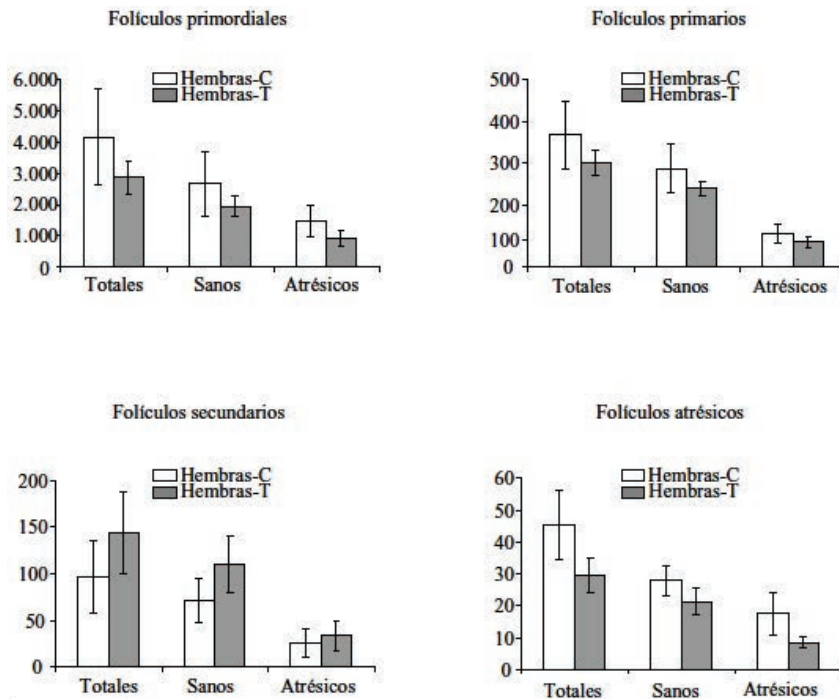 Folículos primordiales
6.000
5.000
4.000
3.000
2.000
1.000
0
Hembras-C
Hembras-T
Totales
Sanos
Atrésicos
Folículos primarios
500
400
300
200
100
0
Hembras-C
Hembras-T
Totales
Sanos
Atrésicos
Folículos secundarios
200
150
100
50
0
Hembras-C
Hembras-T
Totales
Sanos
Atrésicos
Folículos atrésicos
60
50
40
30
20
10
0
Hembras-C
Hembras-T
Totales
Sanos
Atrésicos